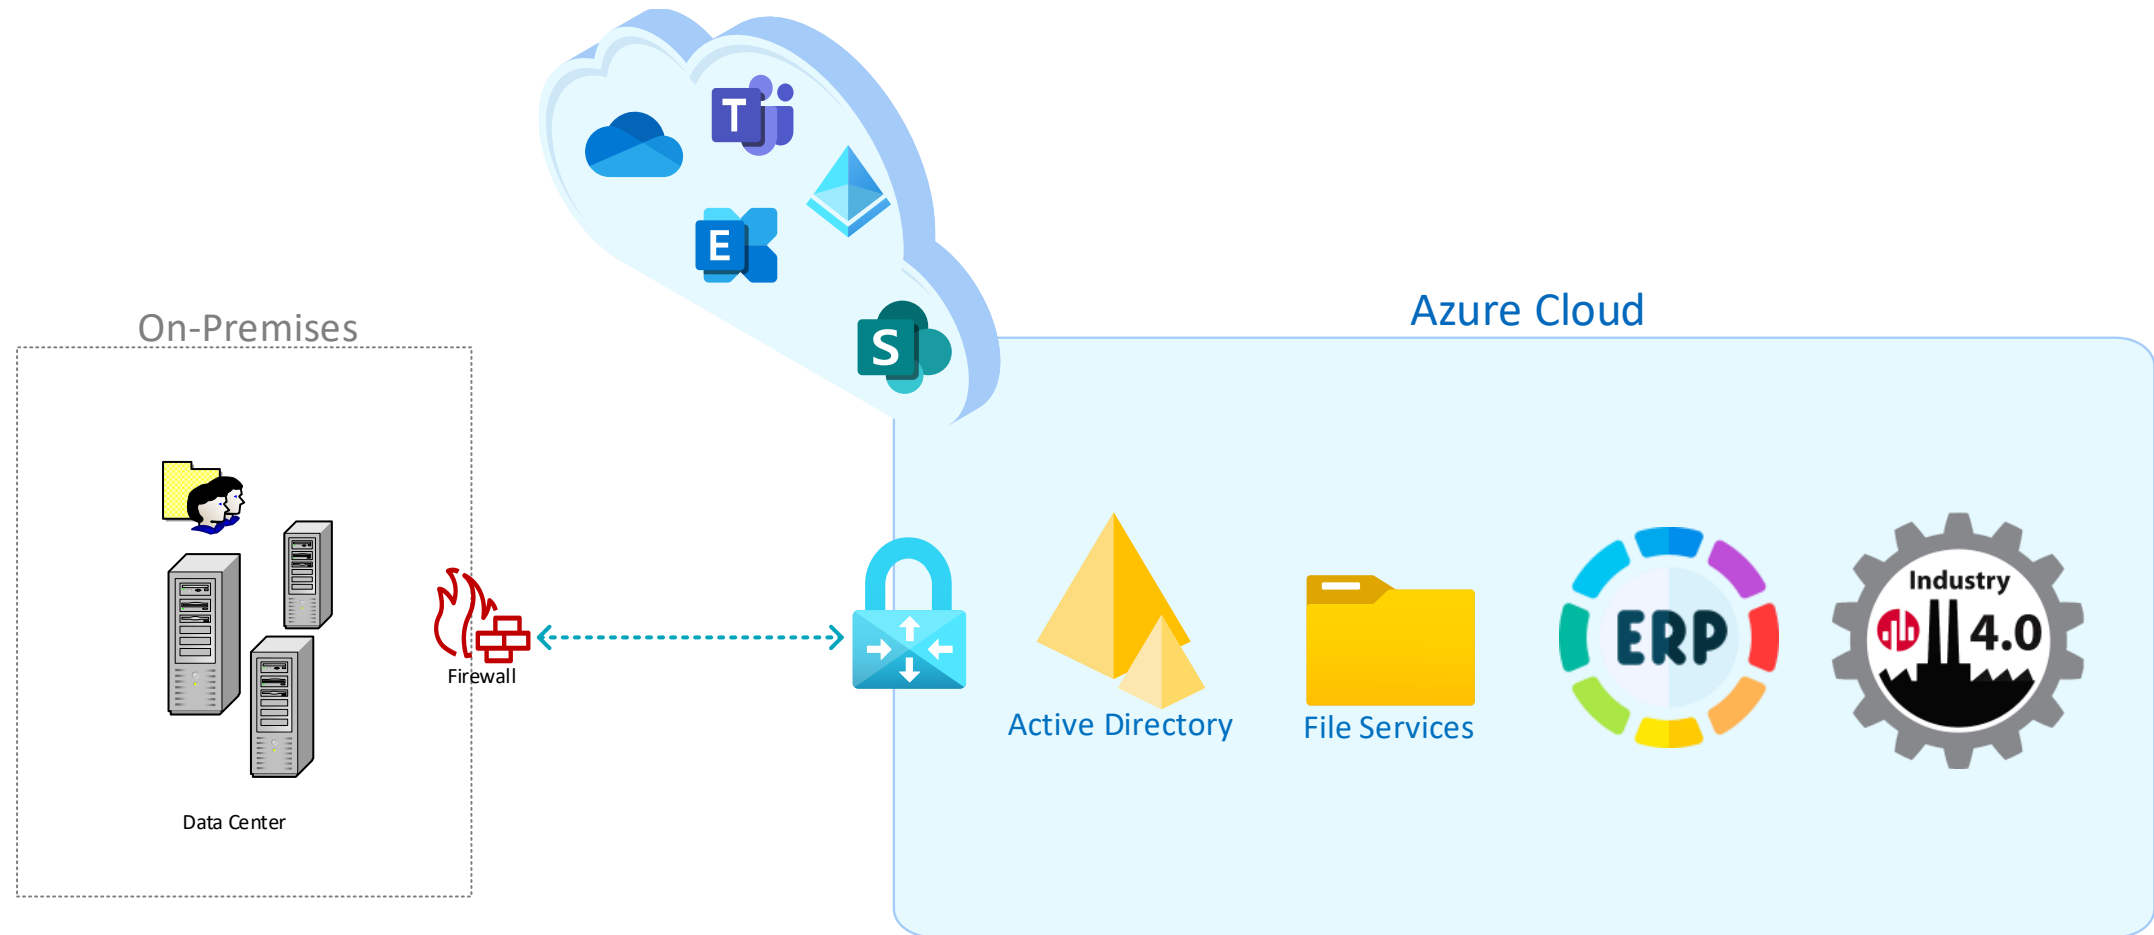 T
E
S
On-Premises
Azure Cloud
Firewall
Data Center
Active Directory
File Services
ERP
Industry
4.0